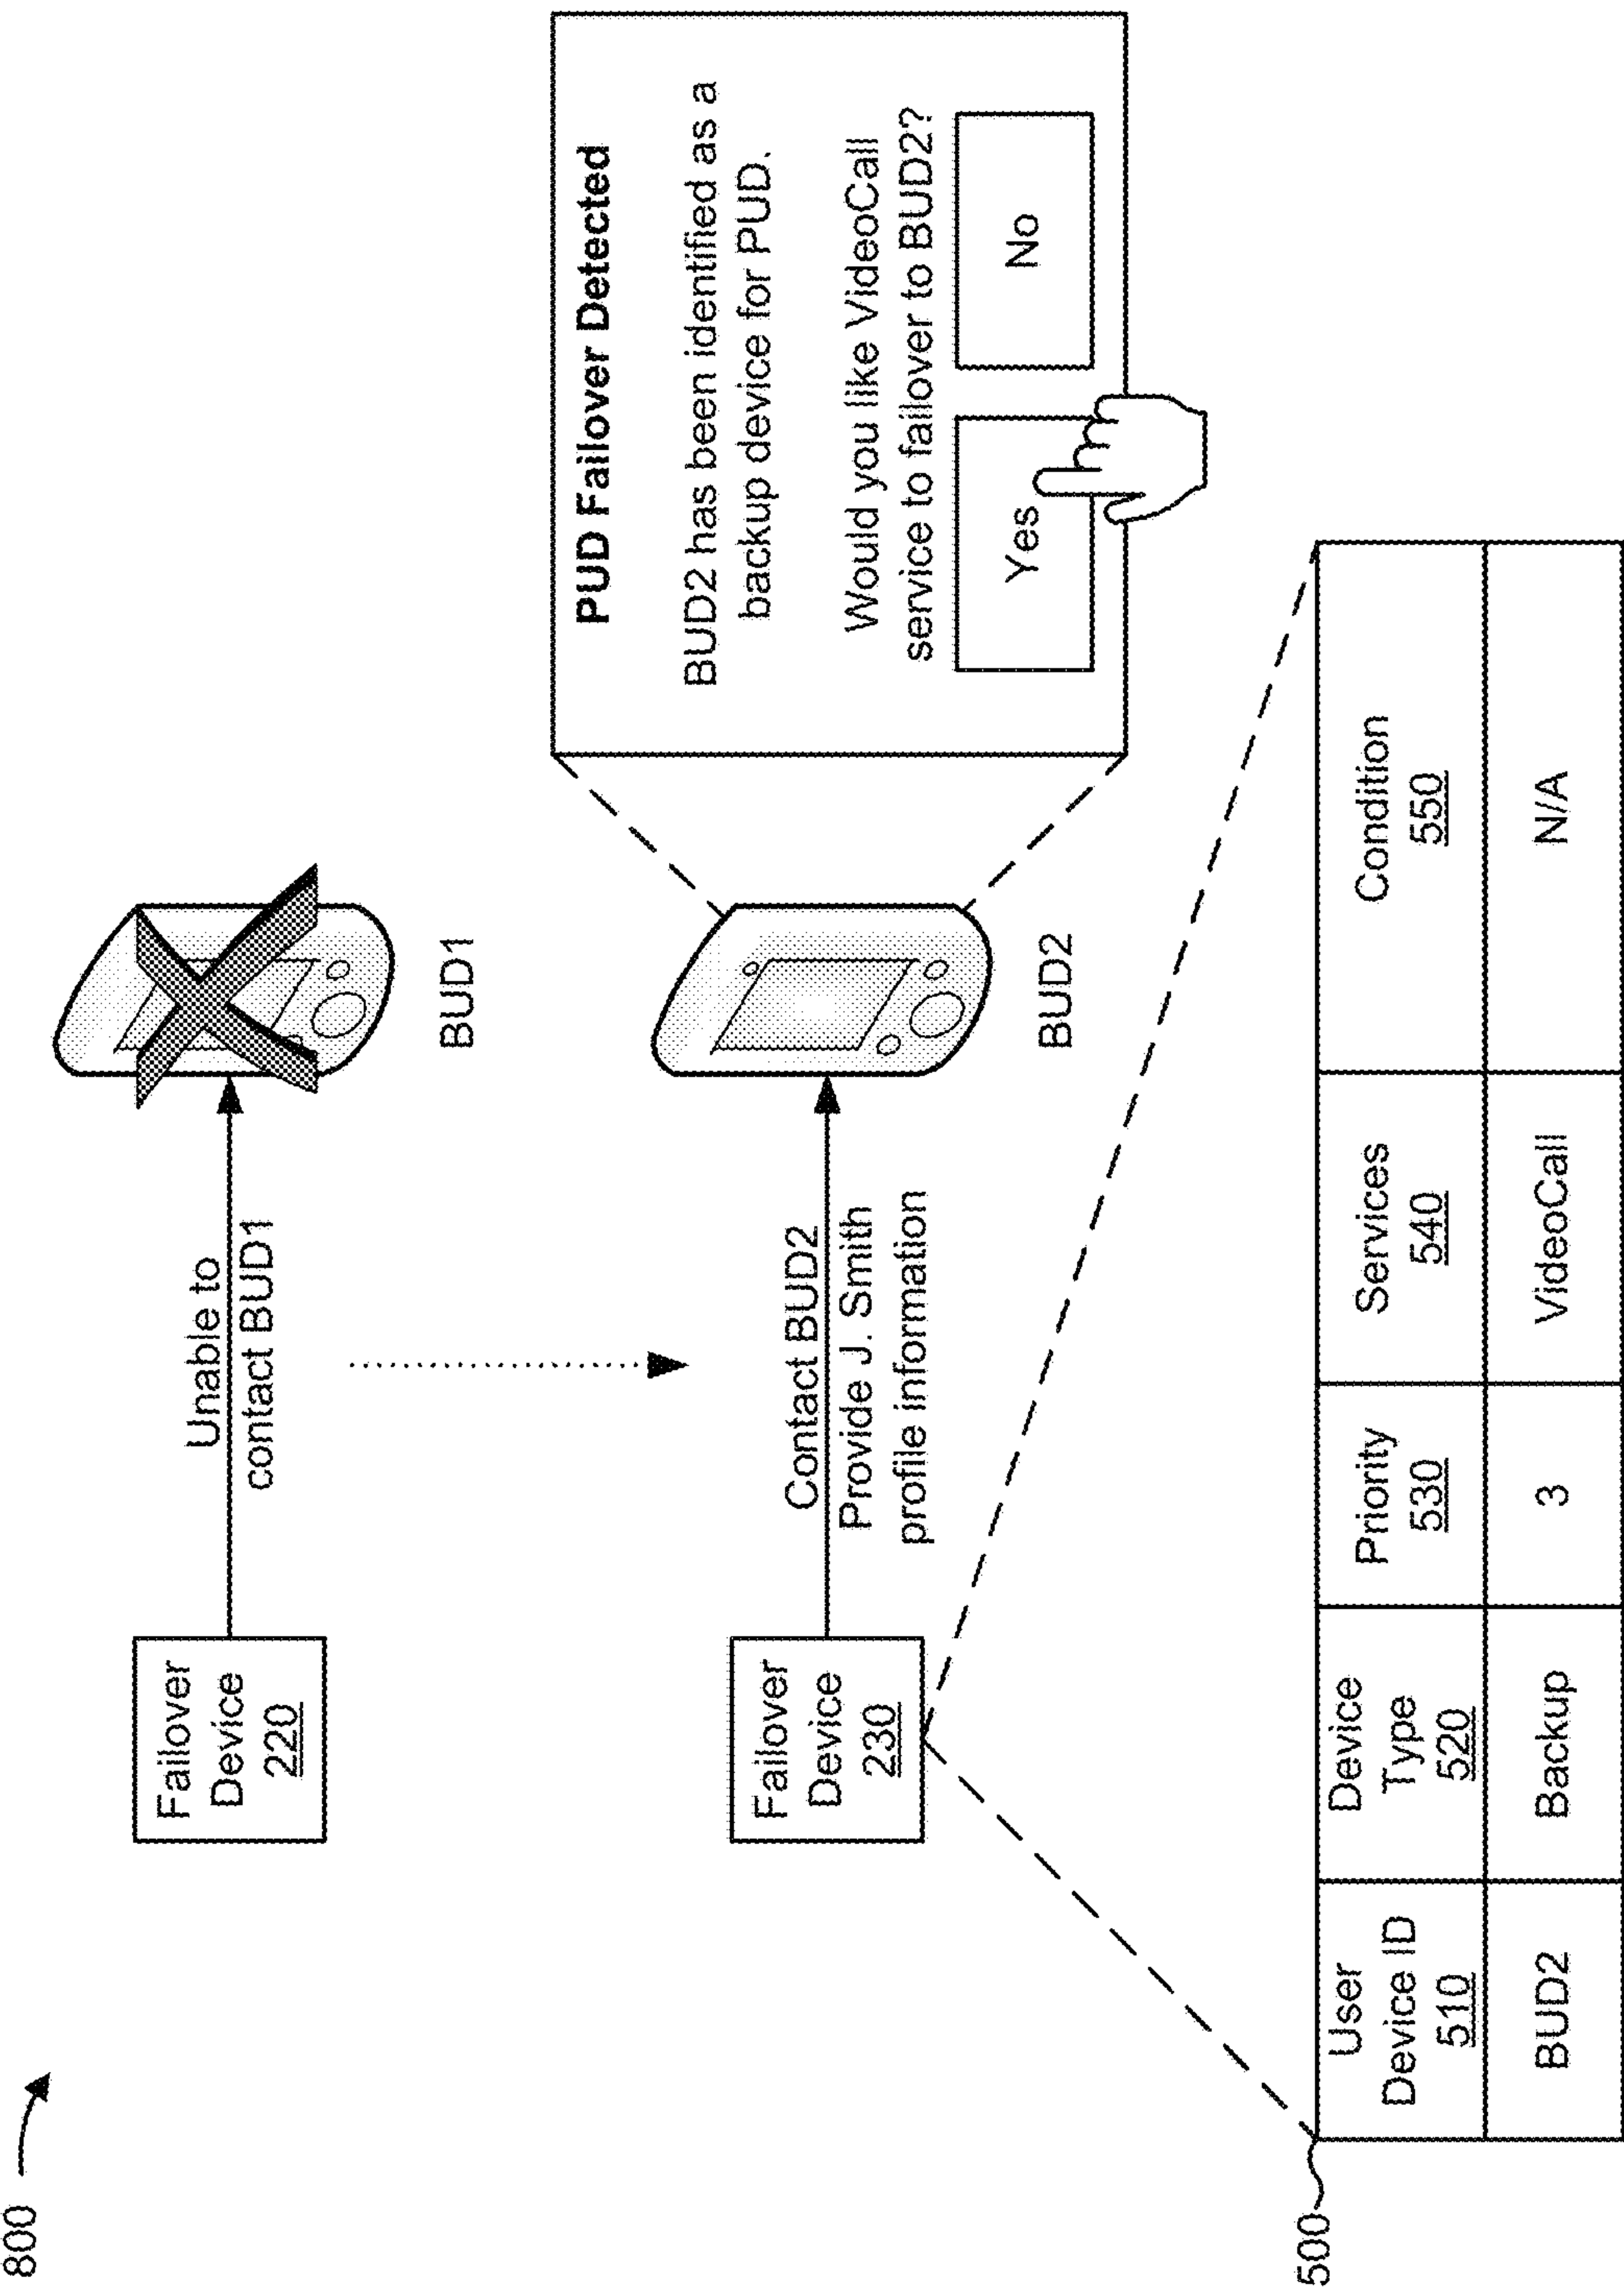 800
Unable to
contact BUD1
Failover
Device
220
BUD1
Contact BUD2
Provide J. Smith
profile information
Failover
Device
230
BUD2
PUD Failover Detected
BUD2 has been identified as a
backup device for PUD.
Would you like VideoCall
service to failover to BUD2?
Yes
No
500
User
Device ID
510
Device
Type
520
Priority
530
Services
540
Condition
550
BUD2
Backup
3
VideoCall
N/A